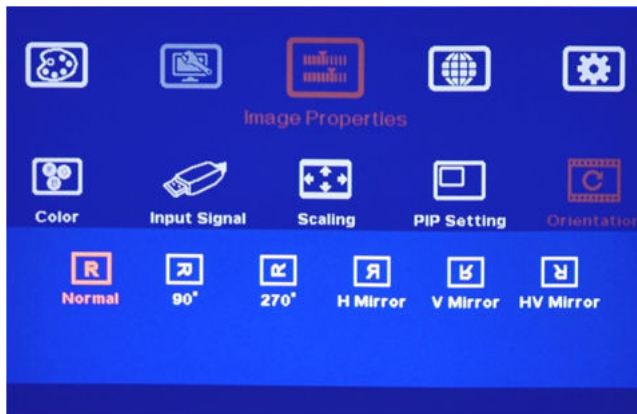 Image Properties
Color Input Signal Scaling PIP Setting Orientation
R R R R R R
Normal 90° 270° H Mirror V Mirror HV Mirror